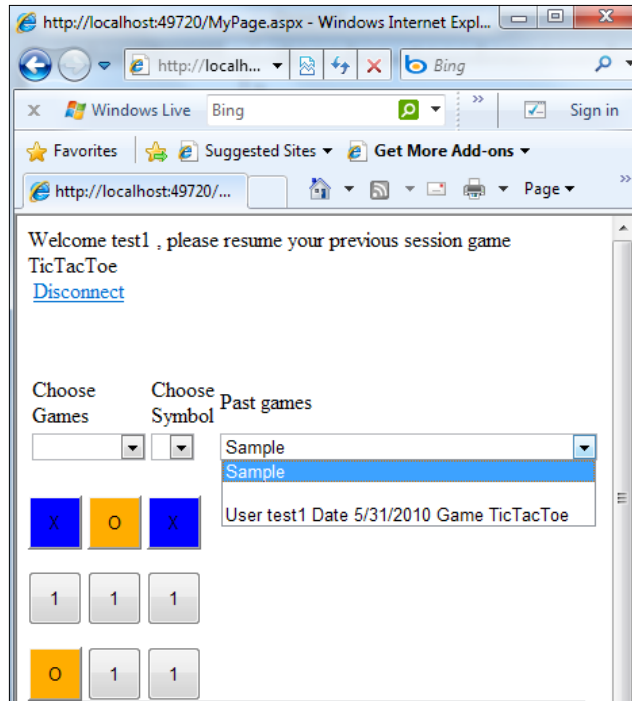 http://localhost:49720/MyPage.aspx - Windows Internet Expl...
http://localh...
Bing
Windows Live
Bing
Sign in
Favorites
Suggested Sites
Get More Add-ons
http://localhost:49720/...
Page
Welcome test1 , please resume your previous session game
TicTacToe
Disconnect
Choose Games
Choose Symbol
Past games
Sample
Sample
User test1 Date 5/31/2010 Game TicTacToe
X O X
1 1 1
O 1 1